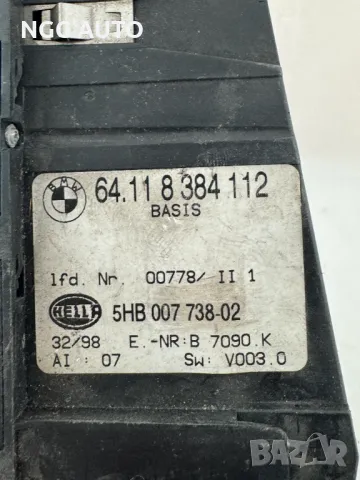 NGC AUTO
BMW 64.11 8 384 112
BASIS
lfd. Nr. 00778/ II 1
HELLA 5HB 007 738-02
32/98 E.-NR:B 7090.K
AI : 07 Sw: V003.0
BAZAR